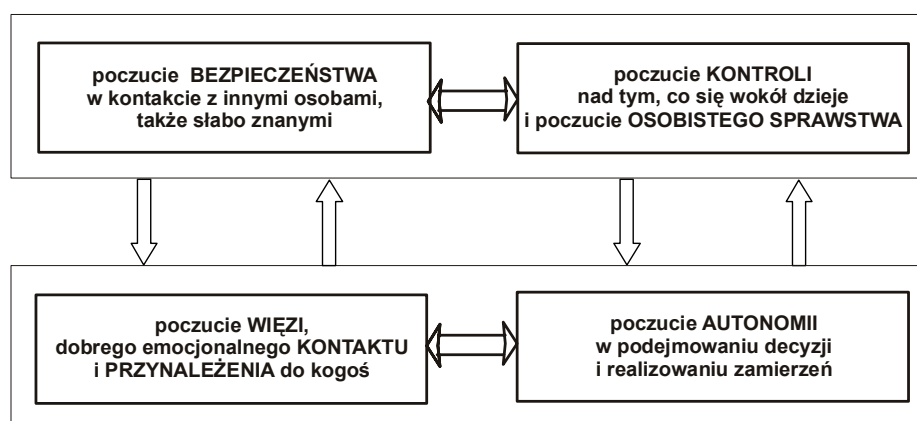 poczucie BEZPIECZEŃSTWA
w kontakcie z innymi osobami,
także słabo znanymi
poczucie KONTROLI
nad tym, co się wokół dzieje
i poczucie OSOBISTEGO SPRAWSTWA
poczucie WIĘZI,
dobrego emocjonalnego KONTAKTU
i PRZYNALEŻENIA do kogoś
poczucie AUTONOMII
w podejmowaniu decyzji
i realizowaniu zamierzeń